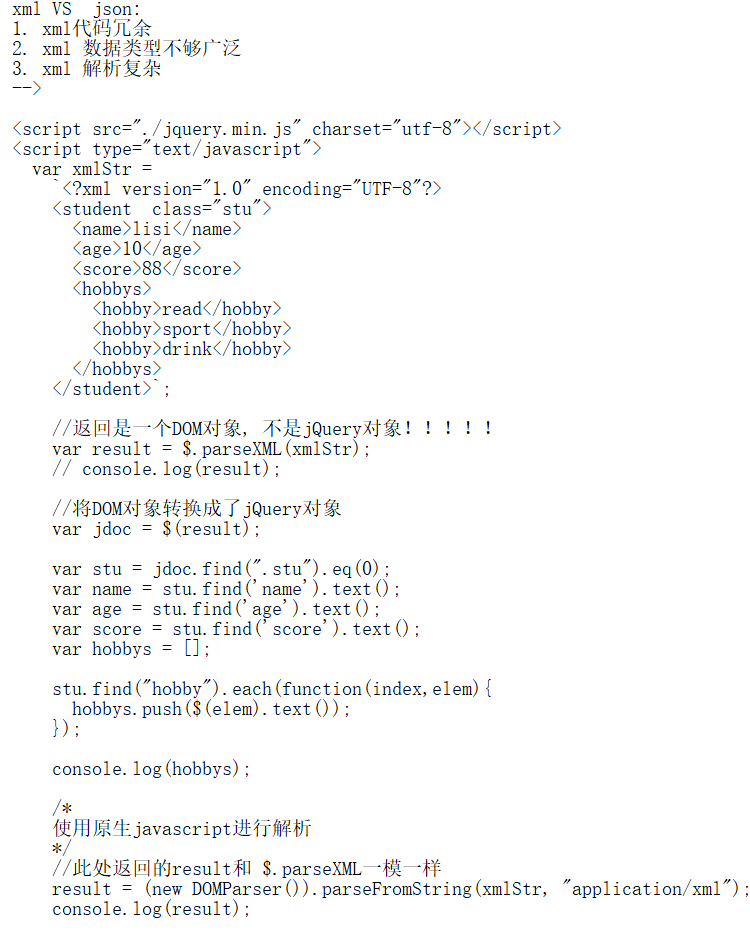 xml VS  json:
1. xml代码冗余
2. xml 数据类型不够广泛
3. xml 解析复杂
-->

<script src="./jquery.min.js" charset="utf-8"></script>
<script type="text/javascript">
  var xmlStr =
    `<?xml version="1.0" encoding="UTF-8"?>
    <student  class="stu">
      <name>lisi</name>
      <age>10</age>
      <score>88</score>
      <hobbys>
        <hobby>read</hobby>
        <hobby>sport</hobby>
        <hobby>drink</hobby>
      </hobbys>
    </student>`;

    //返回是一个DOM对象, 不是jQuery对象！！！！！
    var result = $.parseXML(xmlStr);
    // console.log(result);

    //将DOM对象转换成了jQuery对象
    var jdoc = $(result);

    var stu = jdoc.find(".stu").eq(0);
    var name = stu.find('name').text();
    var age = stu.find('age').text();
    var score = stu.find('score').text();
    var hobbys = [];

    stu.find("hobby").each(function(index,elem){
      hobbys.push($(elem).text());
    });

    console.log(hobbys);

    /*
    使用原生javascript进行解析
    */
    //此处返回的result和 $.parseXML一模一样
    result = (new DOMParser()).parseFromString(xmlStr, "application/xml");
    console.log(result);